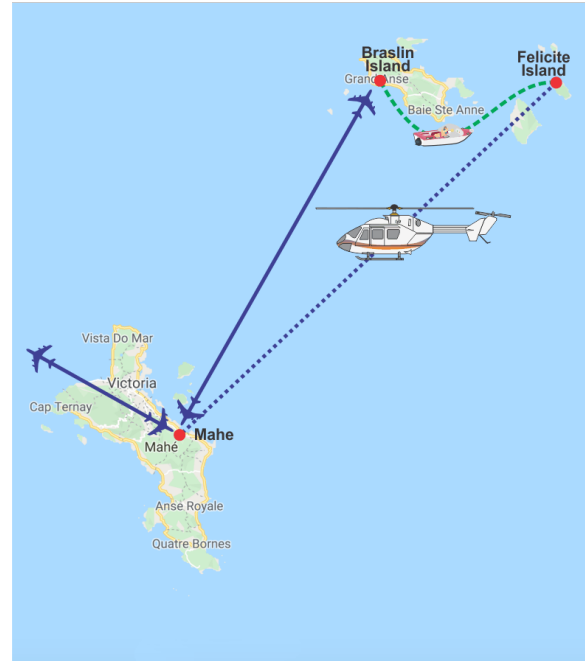 Braslin
Island
Grand'Anse
Felicite
Island
Baie Ste Anne
Vista Do Mar
Victoria
Cap Ternay
Mahe
Mahé
Anse Royale
Quatre Bornes